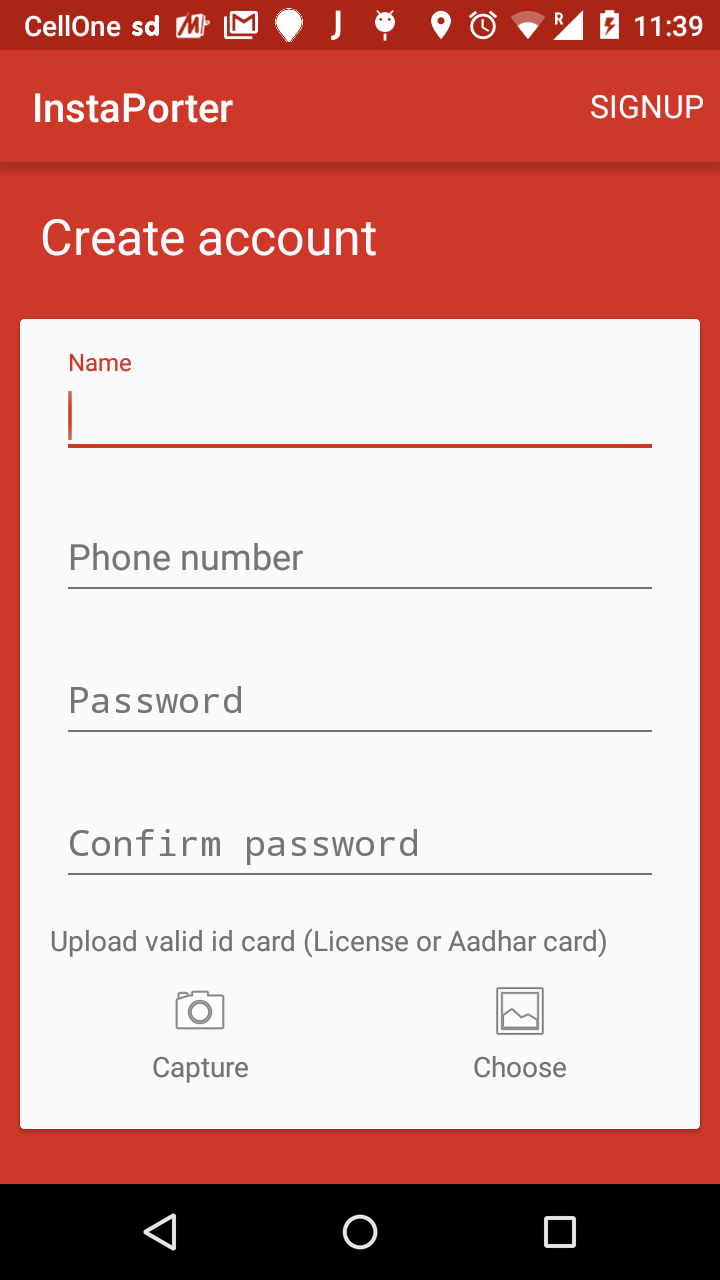 CellOne sd 11:39
InstaPorter SIGNUP
Create account
Name
Phone number
Password
Confirm password
Upload valid id card (License or Aadhar card)
Capture Choose